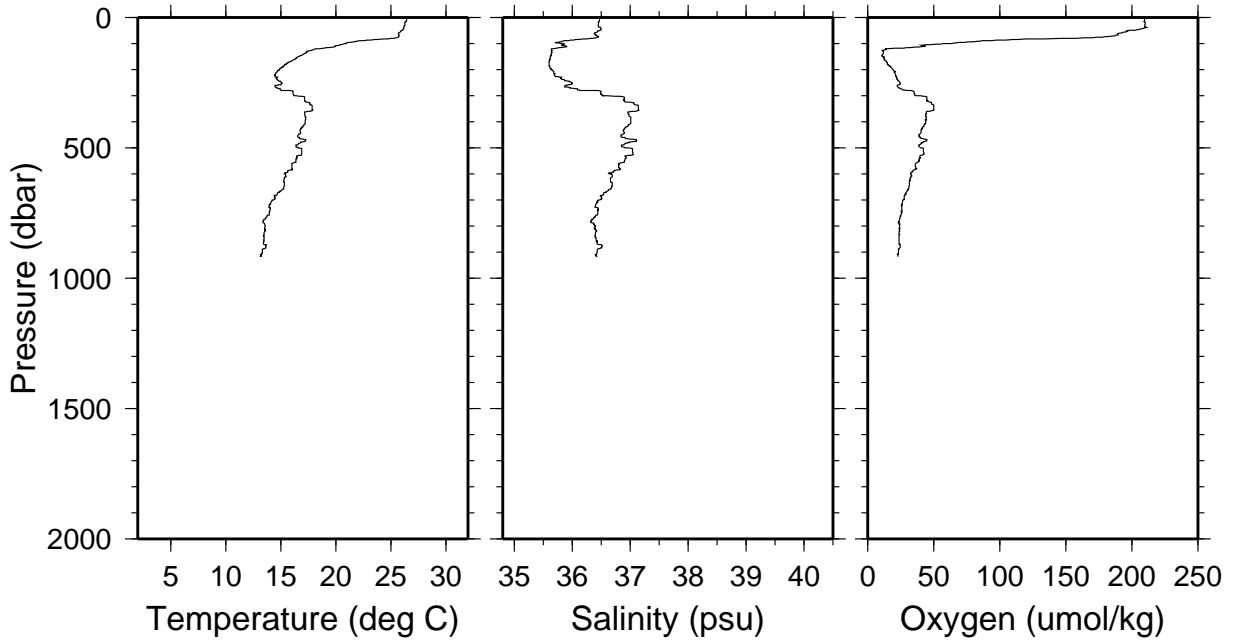 0
500
1000
1500
2000
Pressure (dbar)
5 10 15 20 25 30
Temperature (deg C)
35 36 37 38 39 40
Salinity (psu)
0 50 100 150 200 250
Oxygen (umol/kg)